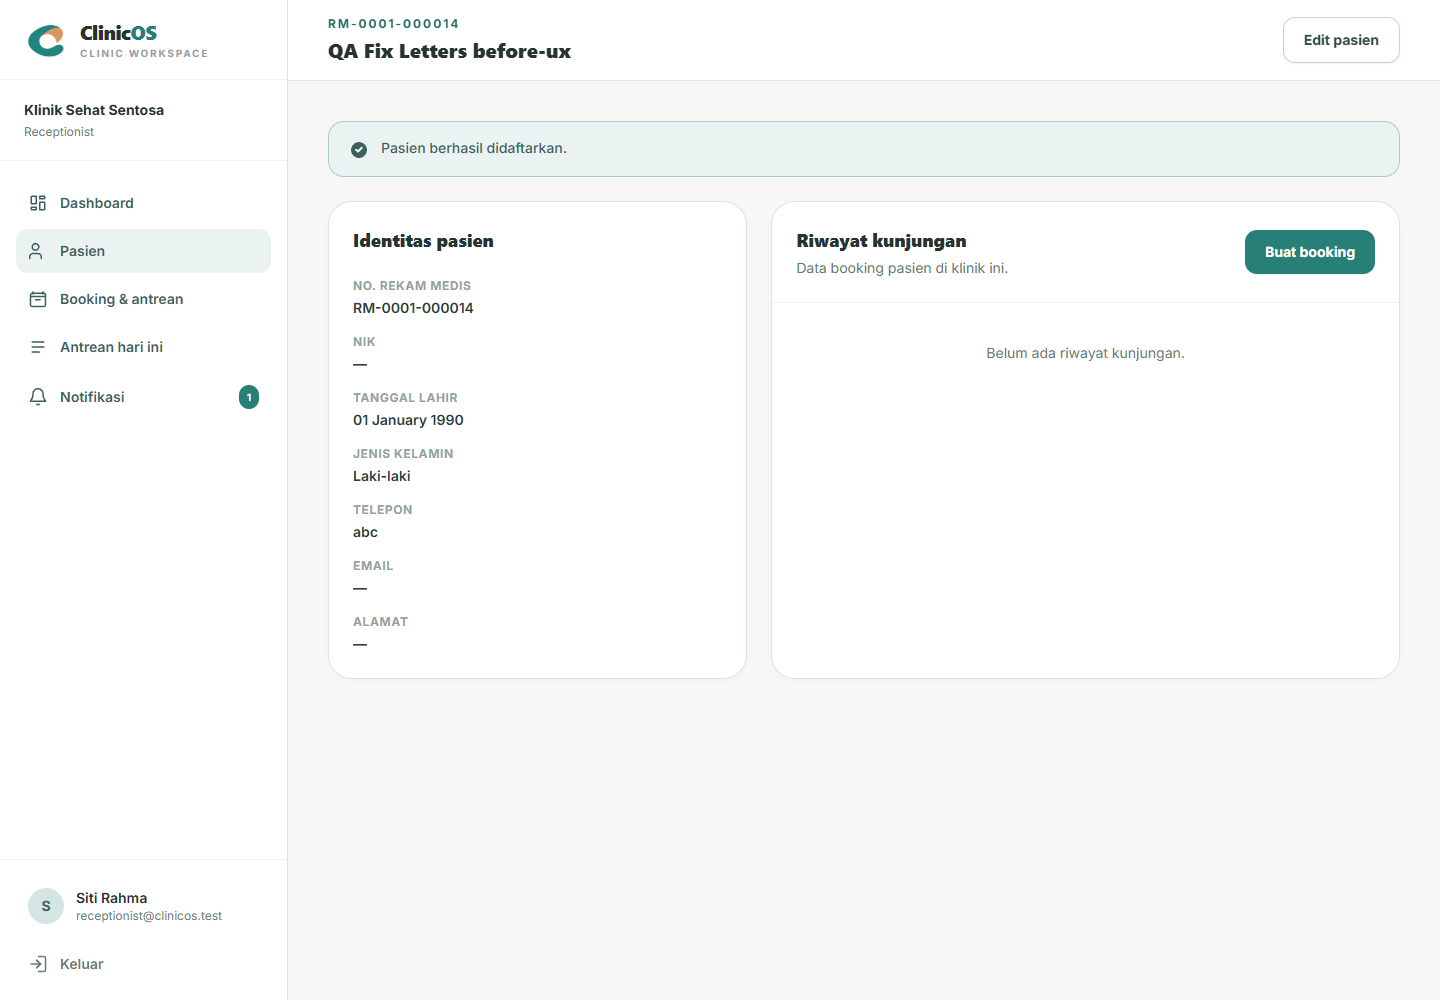 ClinicOS
CLINIC WORKSPACE
Klinik Sehat Sentosa
Receptionist
Dashboard
Pasien
Booking & antrean
Antrean hari ini
Notifikasi
1
S
Siti Rahma
receptionist@clinicos.test
Keluar
RM-0001-000014
QA Fix Letters before-ux
Edit pasien
Pasien berhasil didaftarkan.
Identitas pasien
NO. REKAM MEDIS
RM-0001-000014
NIK
—
TANGGAL LAHIR
01 January 1990
JENIS KELAMIN
Laki-laki
TELEPON
abc
EMAIL
—
ALAMAT
—
Riwayat kunjungan
Data booking pasien di klinik ini.
Buat booking
Belum ada riwayat kunjungan.